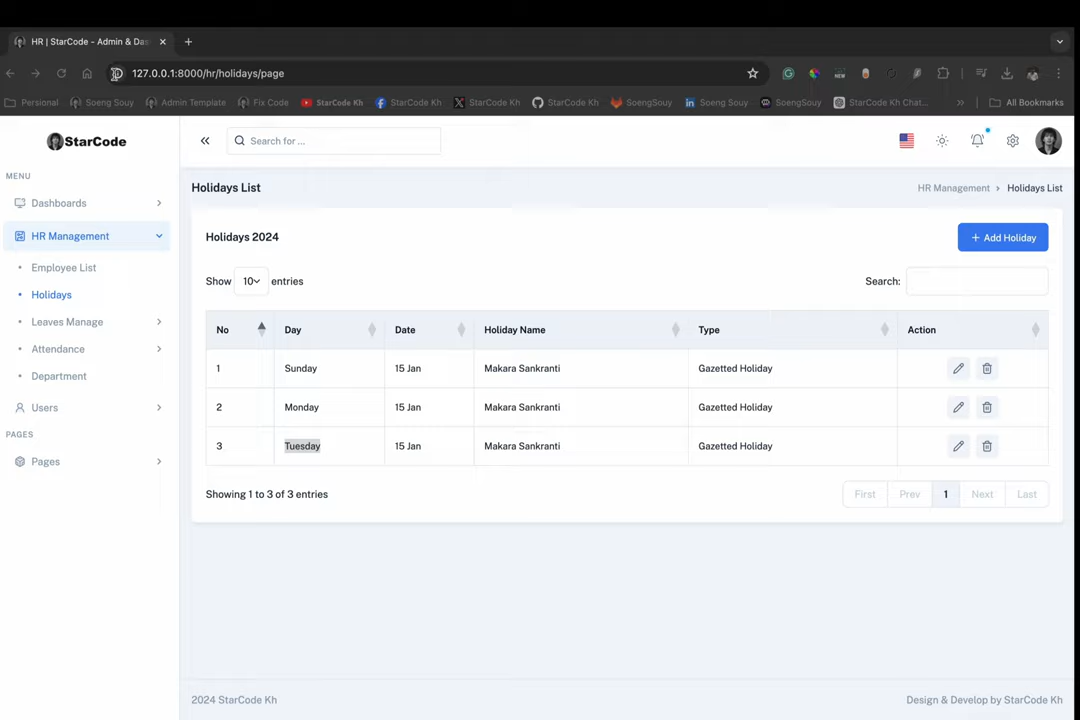 HR | StarCode - Admin & Da
127.0.0.1:8000/hr/holidays/page
Personal Soeng Souy Admin Template Fix Code StarCode Kh StarCode Kh StarCode Kh StarCode Kh SoengSouy Soeng Souy SoengSouy StarCode Kh Chat... » All Bookmarks
StarCode
Search for ...
MENU
Dashboards
HR Management
Employee List
Holidays
Leaves Manage
Attendance
Department
Users
PAGES
Pages
Holidays List
HR Management > Holidays List
Holidays 2024
+ Add Holiday
Show 10 entries
Search:
No Day Date Holiday Name Type Action
1 Sunday 15 Jan Makara Sankranti Gazetted Holiday
2 Monday 15 Jan Makara Sankranti Gazetted Holiday
3 Tuesday 15 Jan Makara Sankranti Gazetted Holiday
Showing 1 to 3 of 3 entries
First Prev 1 Next Last
2024 StarCode Kh
Design & Develop by StarCode Kh